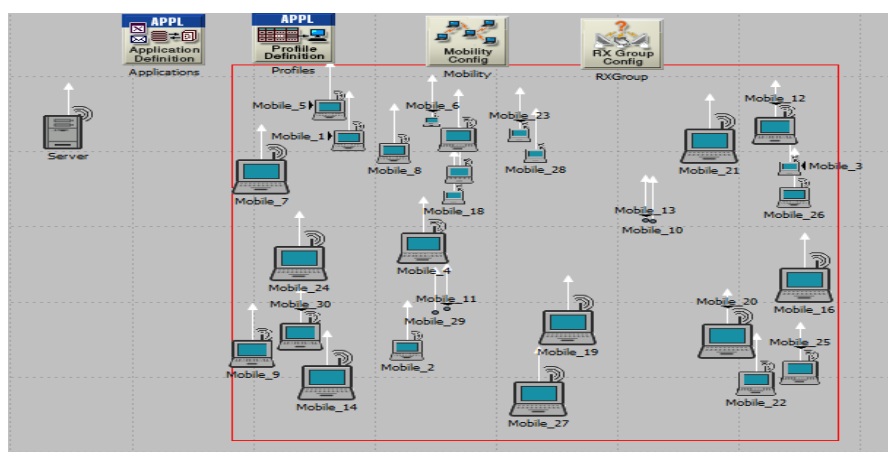 APPL
Application
Definition
Applications
APPL
Profile
Definition
Profiles
Mobility
Config
Mobility
RX Group
Config
RXGroup
Server
Mobile_5
Mobile_1
Mobile_7
Mobile_6
Mobile_8
Mobile_18
Mobile_23
Mobile_28
Mobile_12
Mobile_21
Mobile_3
Mobile_26
Mobile_13
Mobile_10
Mobile_24
Mobile_30
Mobile_4
Mobile_11
Mobile_29
Mobile_9
Mobile_14
Mobile_2
Mobile_19
Mobile_27
Mobile_16
Mobile_20
Mobile_25
Mobile_22